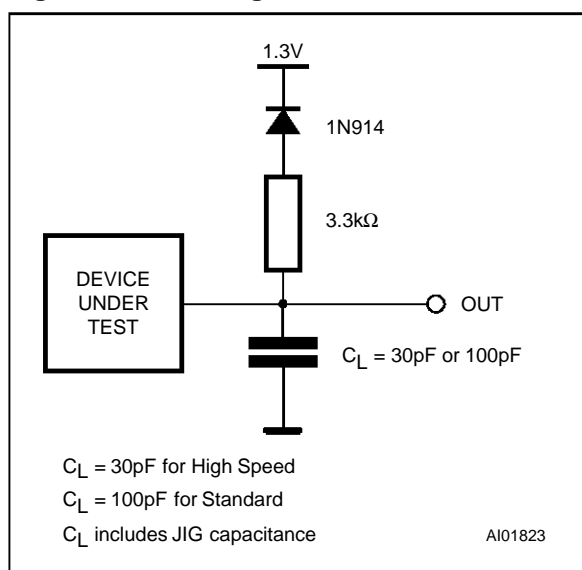 1.3V
1N914
3.3kΩ
DEVICE
UNDER
TEST
OUT
CL = 30pF or 100pF
CL = 30pF for High Speed
CL = 100pF for Standard
CL includes JIG capacitance
AI01823